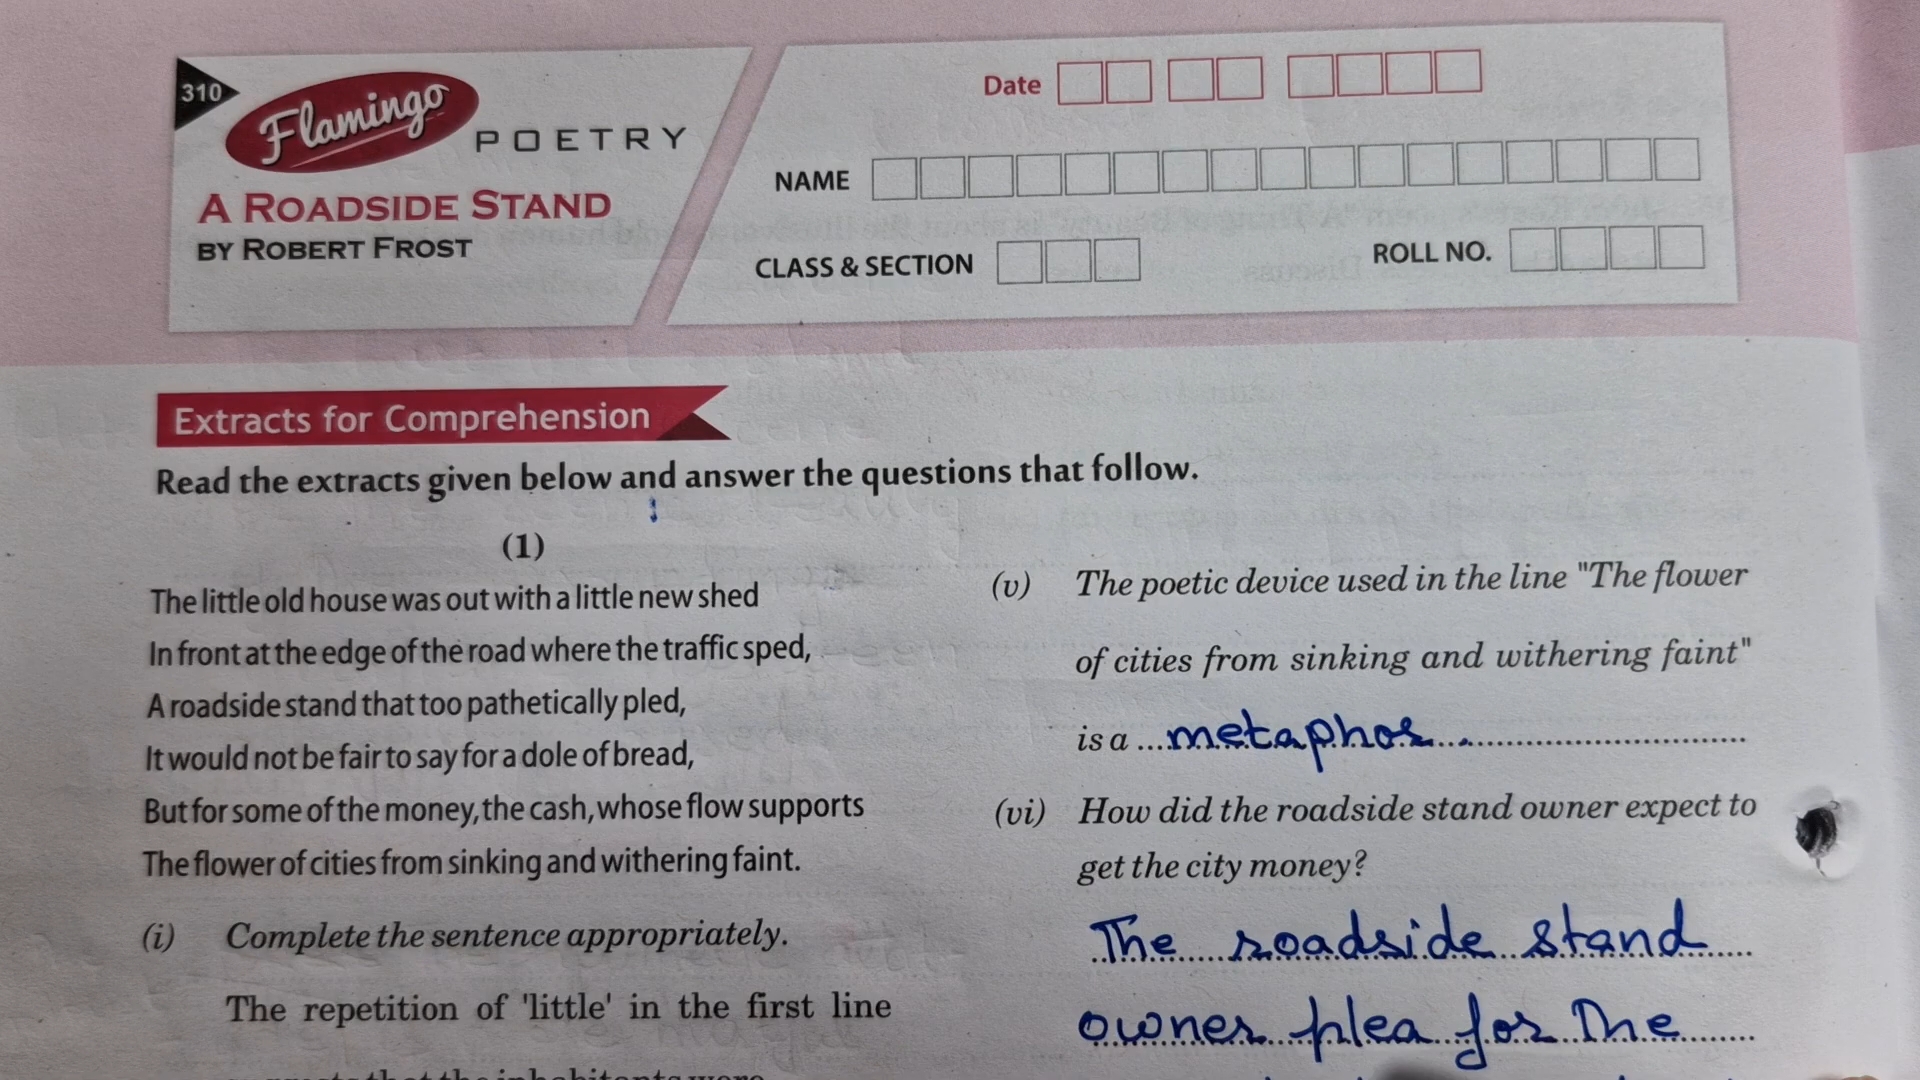 310
Flamingo
POETRY
A ROADSIDE STAND
BY ROBERT FROST
Date
NAME
CLASS & SECTION
ROLL NO.
Extracts for Comprehension
Read the extracts given below and answer the questions that follow.
(1)
The little old house was out with a little new shed
In front at the edge of the road where the traffic sped,
A roadside stand that too pathetically pled,
It would not be fair to say for a dole of bread,
But for some of the money, the cash, whose flow supports
The flower of cities from sinking and withering faint.
(i) Complete the sentence appropriately.
The repetition of 'little' in the first line
(v) The poetic device used in the line "The flower
of cities from sinking and withering faint"
is a ...metaphor...
(vi) How did the roadside stand owner expect to
get the city money?
The roadside stand
owner plea for the